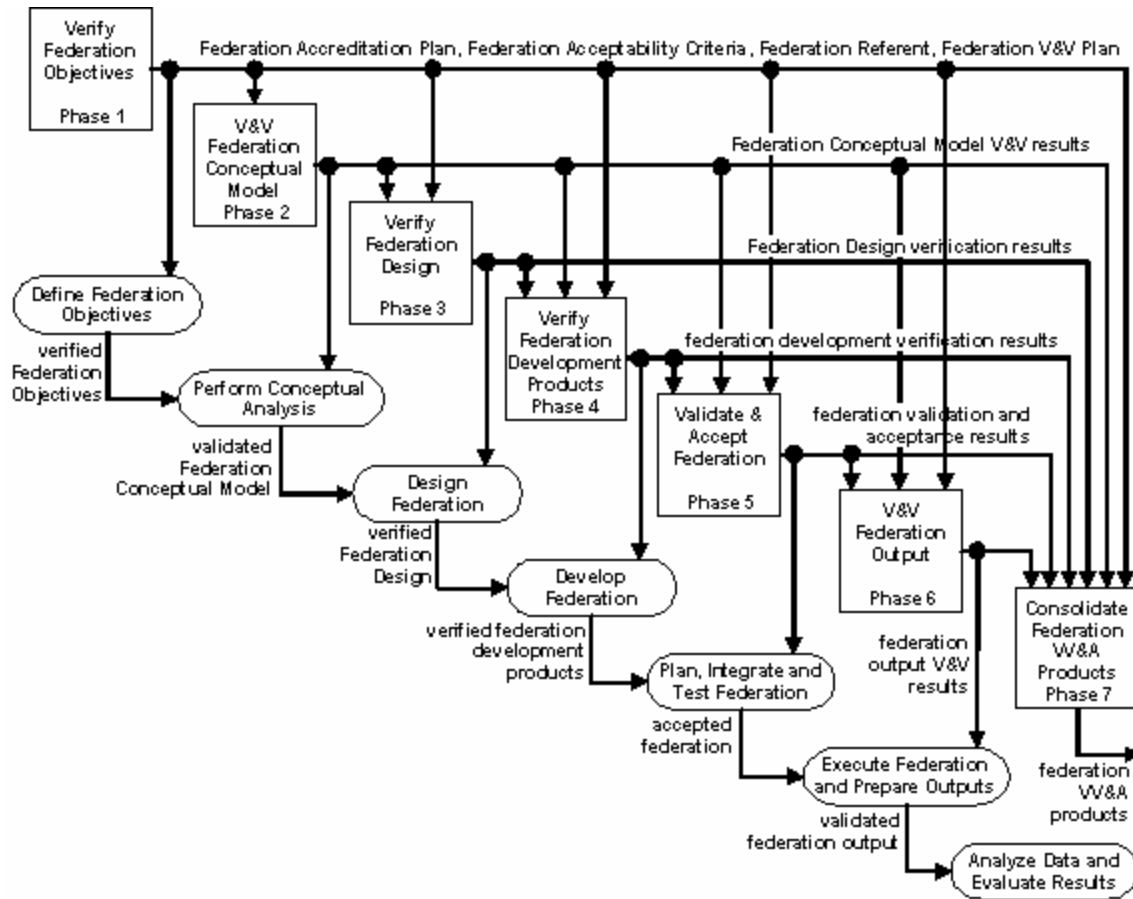 Verify
Federation
Objectives
Phase 1
Federation Accreditation Plan, Federation Acceptability Criteria, Federation Referent, Federation V&V Plan
V&V
Federation
Conceptual
Model
Phase 2
Federation Conceptual Model V&V results
Verify
Federation
Design
Phase 3
Federation Design verification results
Define Federation
Objectives
verified
Federation
Objectives
Verify
Federation
Development
Products
Phase 4
federation development verification results
Perform Conceptual
Analysis
validated
Federation
Conceptual Model
Validate &
Accept
Federation
Phase 5
federation validation and
acceptance results
Design
Federation
verified
Federation
Design
V&V
Federation
Output
Phase 6
Develop
Federation
verified federation
development
products
federation
output V&V
results
Consolidate
Federation
VV&A
Products
Phase 7
Plan, Integrate and
Test Federation
accepted
federation
Execute Federation
and Prepare Outputs
federation
VV&A
products
validated
federation output
Analyze Data and
Evaluate Results